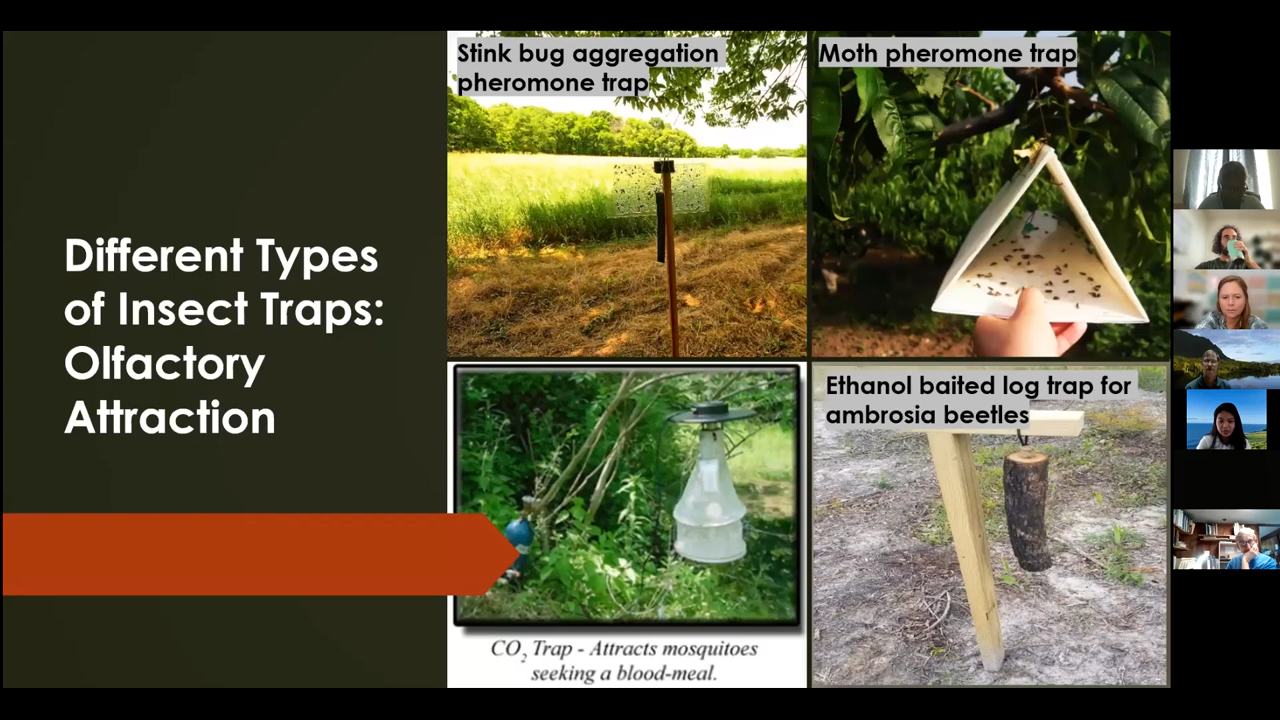 Different Types
of Insect Traps:
Olfactory
Attraction
Stink bug aggregation
pheromone trap
Moth pheromone trap
CO2 Trap - Attracts mosquitoes
seeking a blood-meal.
Ethanol baited log trap for
ambrosia beetles